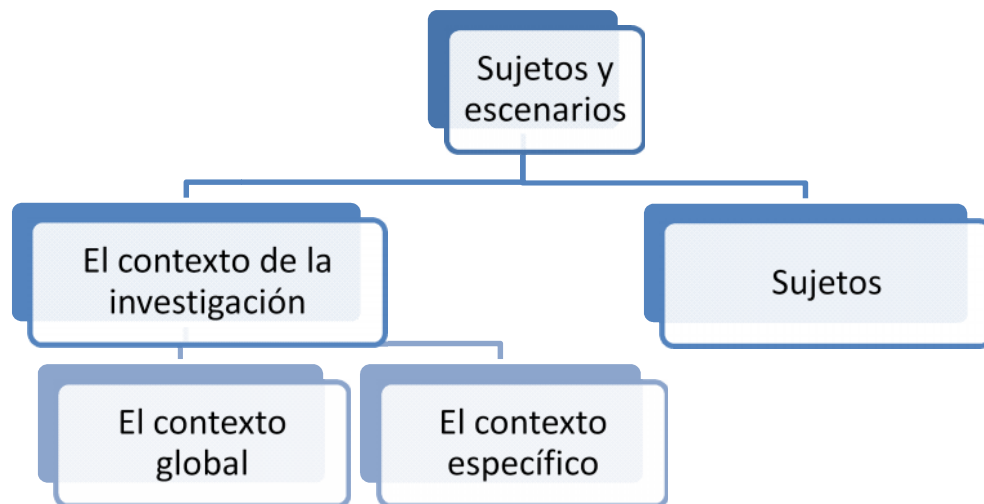 Sujetos y
escenarios
El contexto de la
investigación
Sujetos
El contexto
global
El contexto
específico